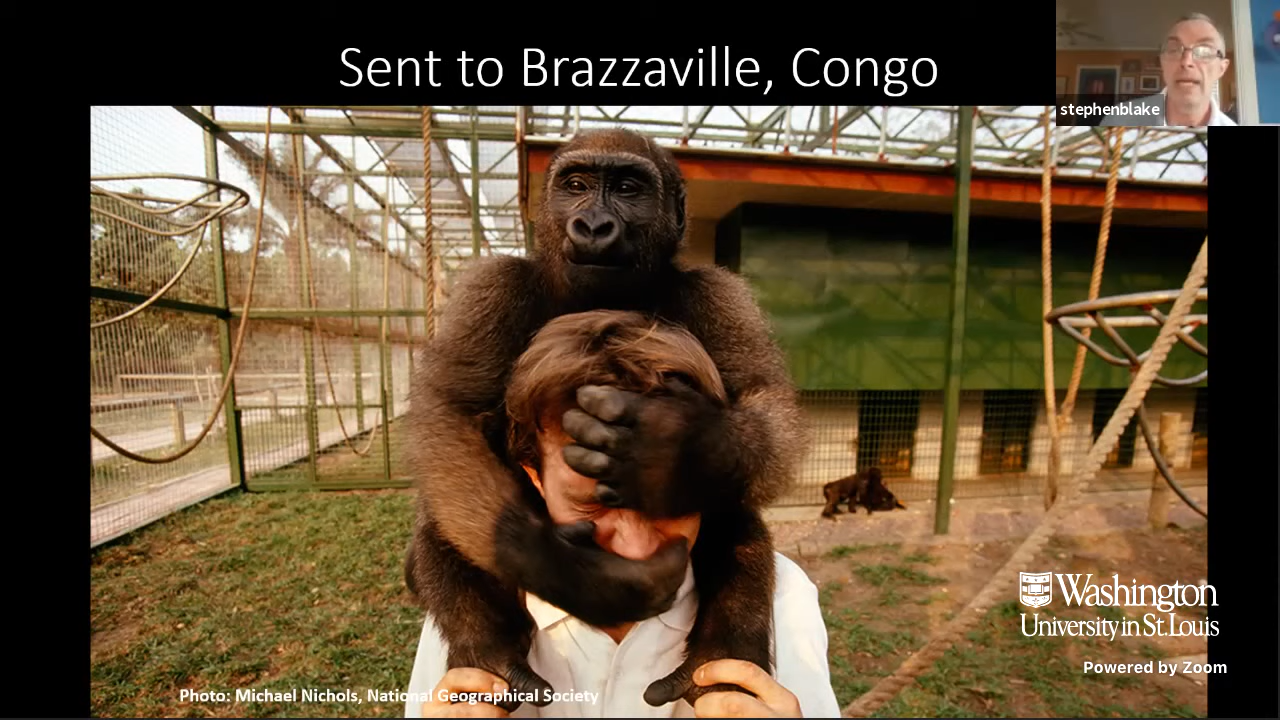 Sent to Brazzaville, Congo
stephenblake
Washington
University in St. Louis
Powered by Zoom
Photo: Michael Nichols, National Geographical Society